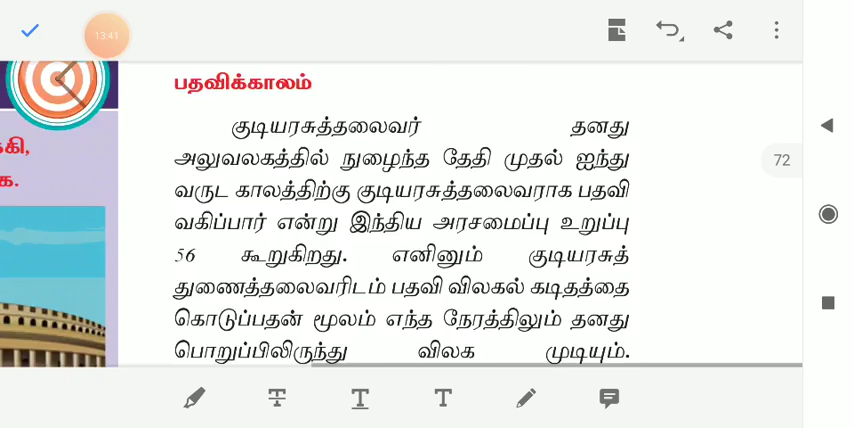 13:41
கி,
க.
பதவிக்காலம்
குடியரசுத்தலைவர் தனது
அலுவலகத்தில் நுழைந்த தேதி முதல் ஐந்து
வருட காலத்திற்கு குடியரசுத்தலைவராக பதவி
வகிப்பார் என்று இந்திய அரசமைப்பு உறுப்பு
56 கூறுகிறது. எனினும் குடியரசுத்
துணைத்தலைவரிடம் பதவி விலகல் கடிதத்தை
கொடுப்பதன் மூலம் எந்த நேரத்திலும் தனது
பொறுப்பிலிருந்து விலக முடியும்.
72